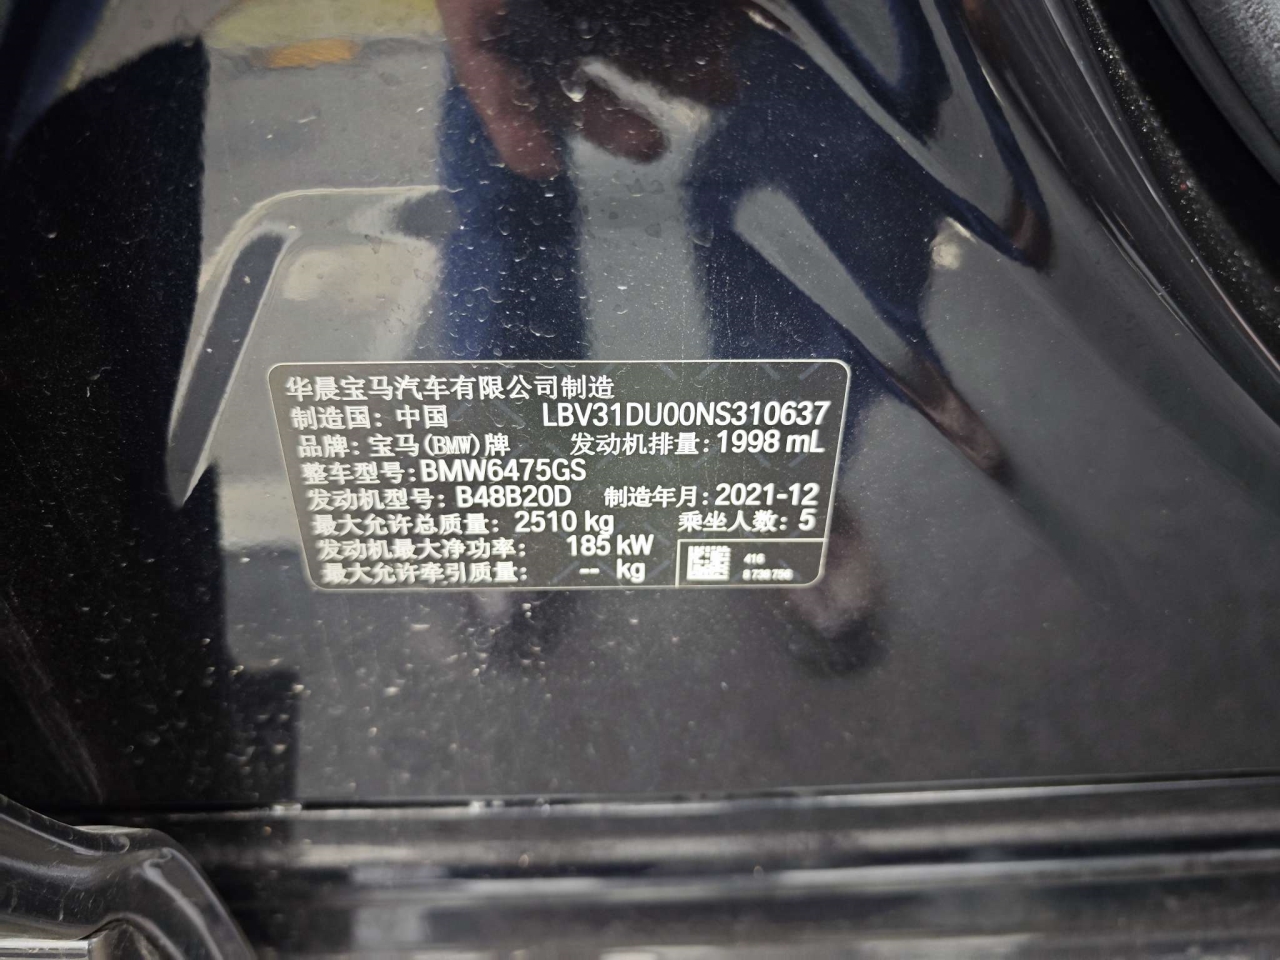 华晨宝马汽车有限公司制造
制造国：中国 LBV31DU00NS310637
品牌：宝马(BMW)牌 发动机排量：1998 mL
整车型号：BMW6475GS
发动机型号：B48B20D 制造年月：2021-12
最大允许总质量：2510 kg 乘坐人数：5
发动机最大净功率：185 kW
最大允许牵引质量：-- kg
416
8736756